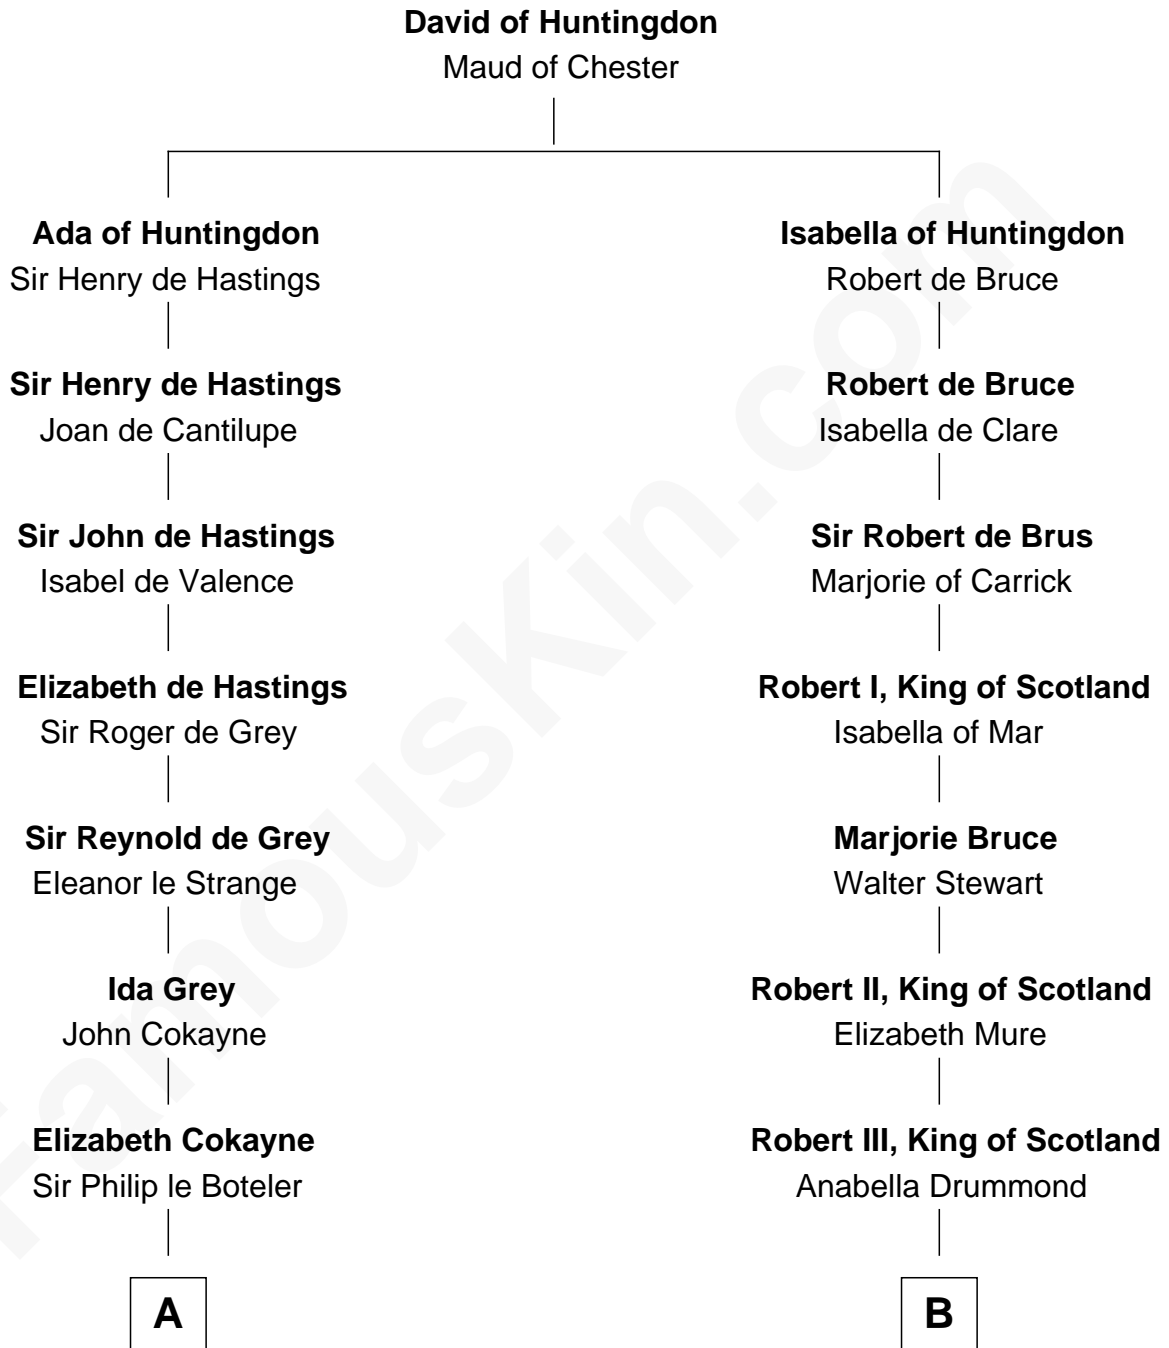 David of Huntingdon
Maud of Chester
Ada of Huntingdon
Sir Henry de Hastings
Isabella of Huntingdon
Robert de Bruce
Sir Henry de Hastings
Joan de Cantilupe
Robert de Bruce
Isabella de Clare
Sir John de Hastings
Isabel de Valence
Sir Robert de Brus
Marjorie of Carrick
Elizabeth de Hastings
Sir Roger de Grey
Robert I, King of Scotland
Isabella of Mar
Sir Reynold de Grey
Eleanor le Strange
Marjorie Bruce
Walter Stewart
Ida Grey
John Cokayne
Robert II, King of Scotland
Elizabeth Mure
Elizabeth Cokayne
Sir Philip le Boteler
Robert III, King of Scotland
Anabella Drummond
A
B
FamousKin.com